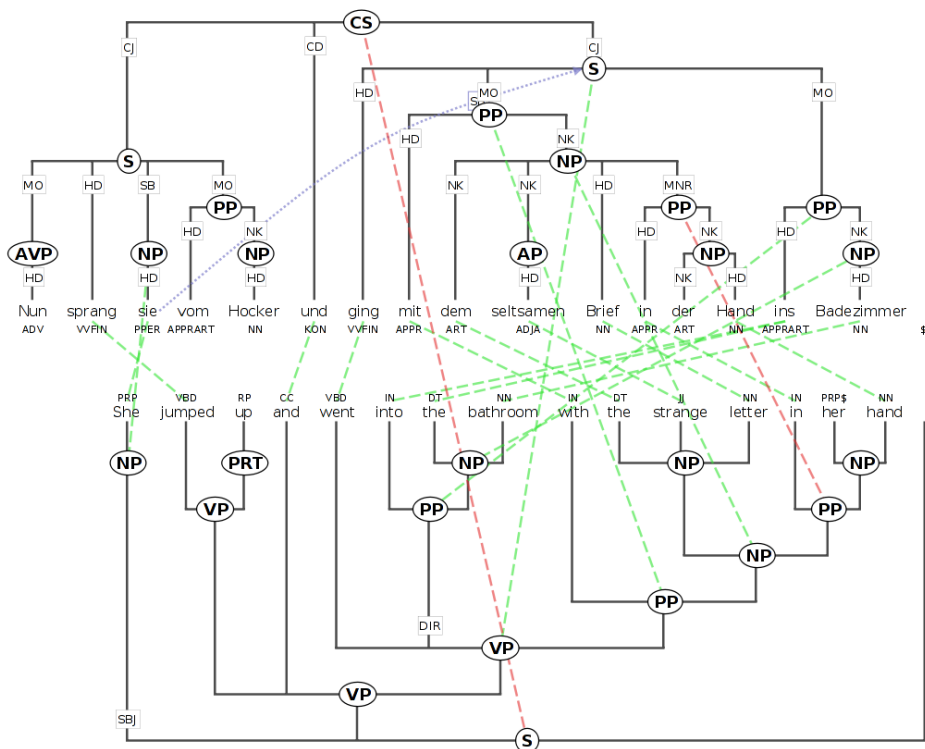 CS
CJ CD CJ
S
HD MO MO
S
PP
HD NK
S NP
MO HD SB MO NK NK HD MNR
PP PP PP
HD NK HD NK HD NK
AVP NP NP AP NP NP
HD HD HD HD NK HD HD
Nun sprang sie vom Hocker und ging mit dem seltsamen Brief in der Hand ins Badezimmer
ADV VVFIN PPER APPRART NN KON VVFIN APPR ART ADJA NN APPR ART NN APPRART NN $
PRP VBD RP CC VBD IN DT NN IN DT JJ NN IN PRP$ NN
She jumped up and went into the bathroom with the strange letter in her hand
NP PRT NP NP NP
VP PP PP
NP
PP
DIR
VP
VP
SBJ
S